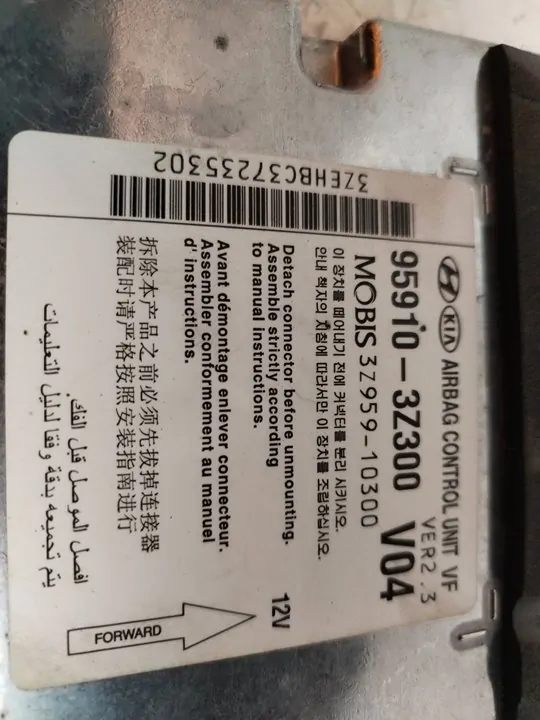 KIA AIRBAG CONTROL UNIT VF
VER2.3
95910-3Z300 V04
MOBIS 3Z959-10300
이 장치를 떼어내기 전에 커넥터를 분리 시키시오.
안내 책자의 지침에 따라서만 이 장치를 조립하십시오.
Detach connector before unmounting.
Assemble strictly according
to manual instructions.
12V
Avant démontage enlever connecteur.
Assembler conformement au manuel
d' instructions.
拆除本产品之前必须先拔掉连接器
装配时请严格按照安装指南进行
افصل الموصل قبل الفك.
يتم تجميعه بدقة وفقا لدليل التعليمات
FORWARD
3ZEHBC37235302